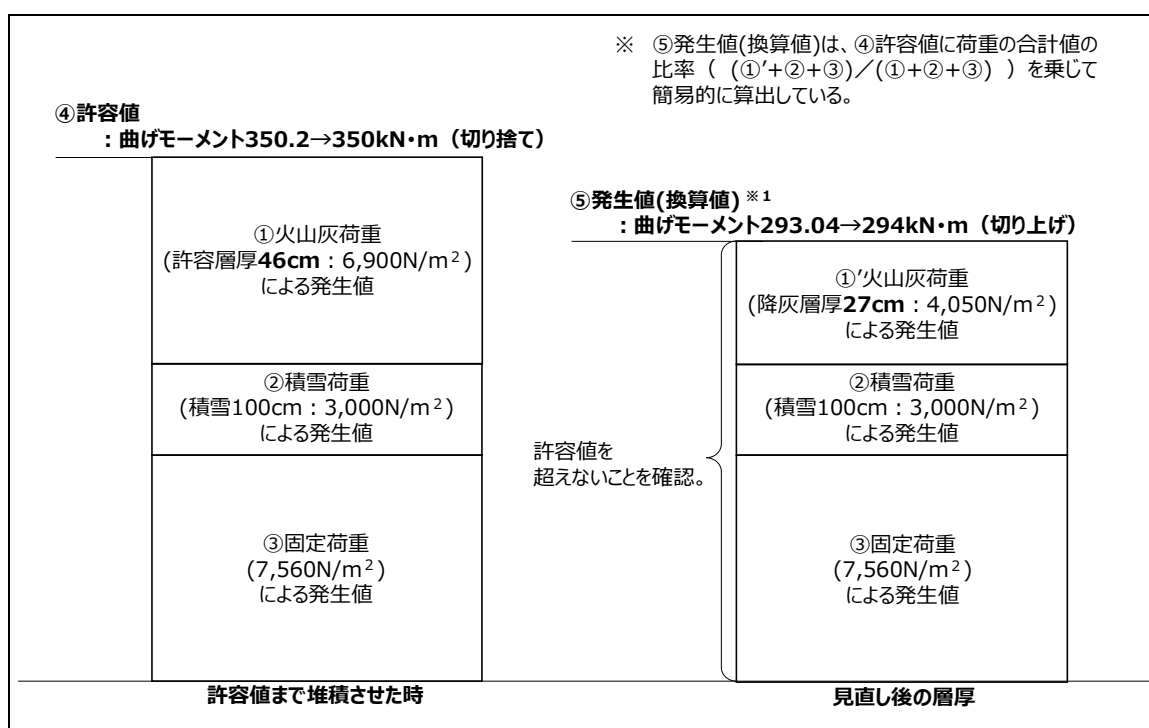 ※ ⑤発生値(換算値)は、④許容値に荷重の合計値の
比率（ (①’+②+③)／(①+②+③) ）を乗じて
簡易的に算出している。
④許容値
：曲げモーメント350.2→350kN・m（切り捨て）
①火山灰荷重
(許容層厚46cm：6,900N/m²)
による発生値
②積雪荷重
(積雪100cm：3,000N/m²)
による発生値
③固定荷重
(7,560N/m²)
による発生値
許容値まで堆積させた時
⑤発生値(換算値)※1
：曲げモーメント293.04→294kN・m（切り上げ）
①’火山灰荷重
(降灰層厚27cm：4,050N/m²)
による発生値
②積雪荷重
(積雪100cm：3,000N/m²)
による発生値
許容値を
超えないことを確認。
③固定荷重
(7,560N/m²)
による発生値
見直し後の層厚